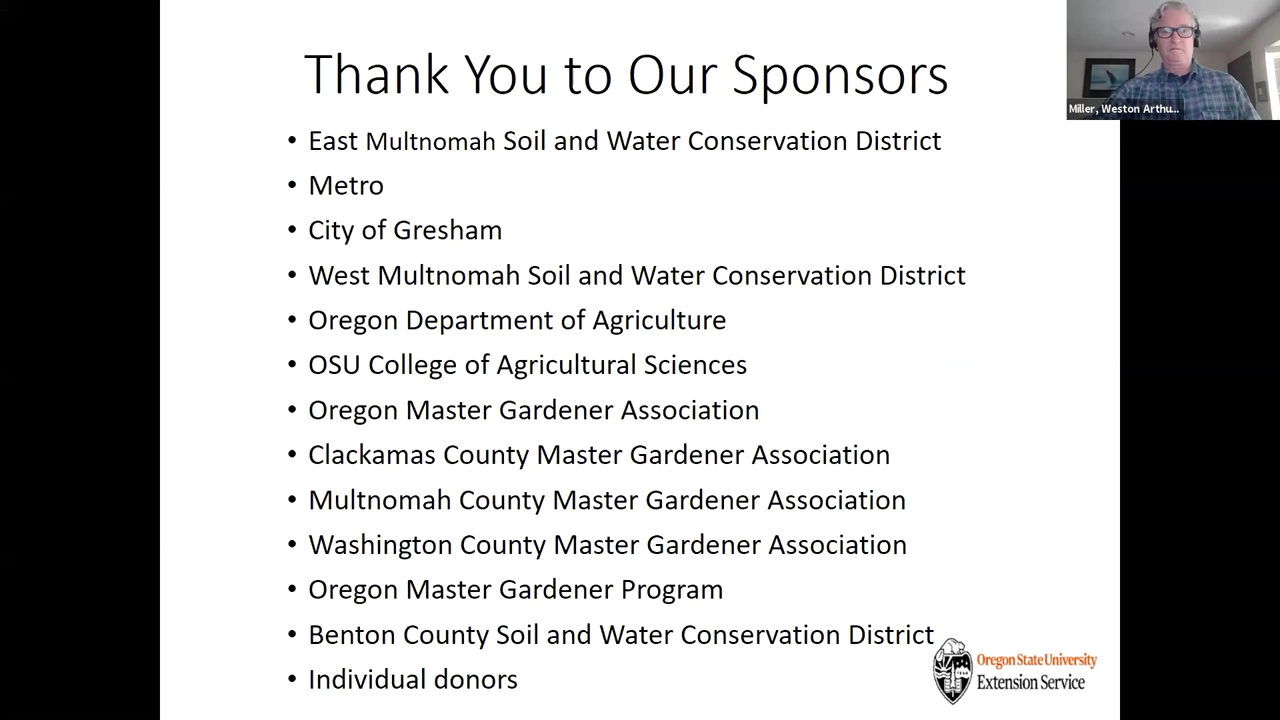 Thank You to Our Sponsors
Miller, Weston Arthu...
• East Multnomah Soil and Water Conservation District
• Metro
• City of Gresham
• West Multnomah Soil and Water Conservation District
• Oregon Department of Agriculture
• OSU College of Agricultural Sciences
• Oregon Master Gardener Association
• Clackamas County Master Gardener Association
• Multnomah County Master Gardener Association
• Washington County Master Gardener Association
• Oregon Master Gardener Program
• Benton County Soil and Water Conservation District
• Individual donors
Oregon State University
Extension Service